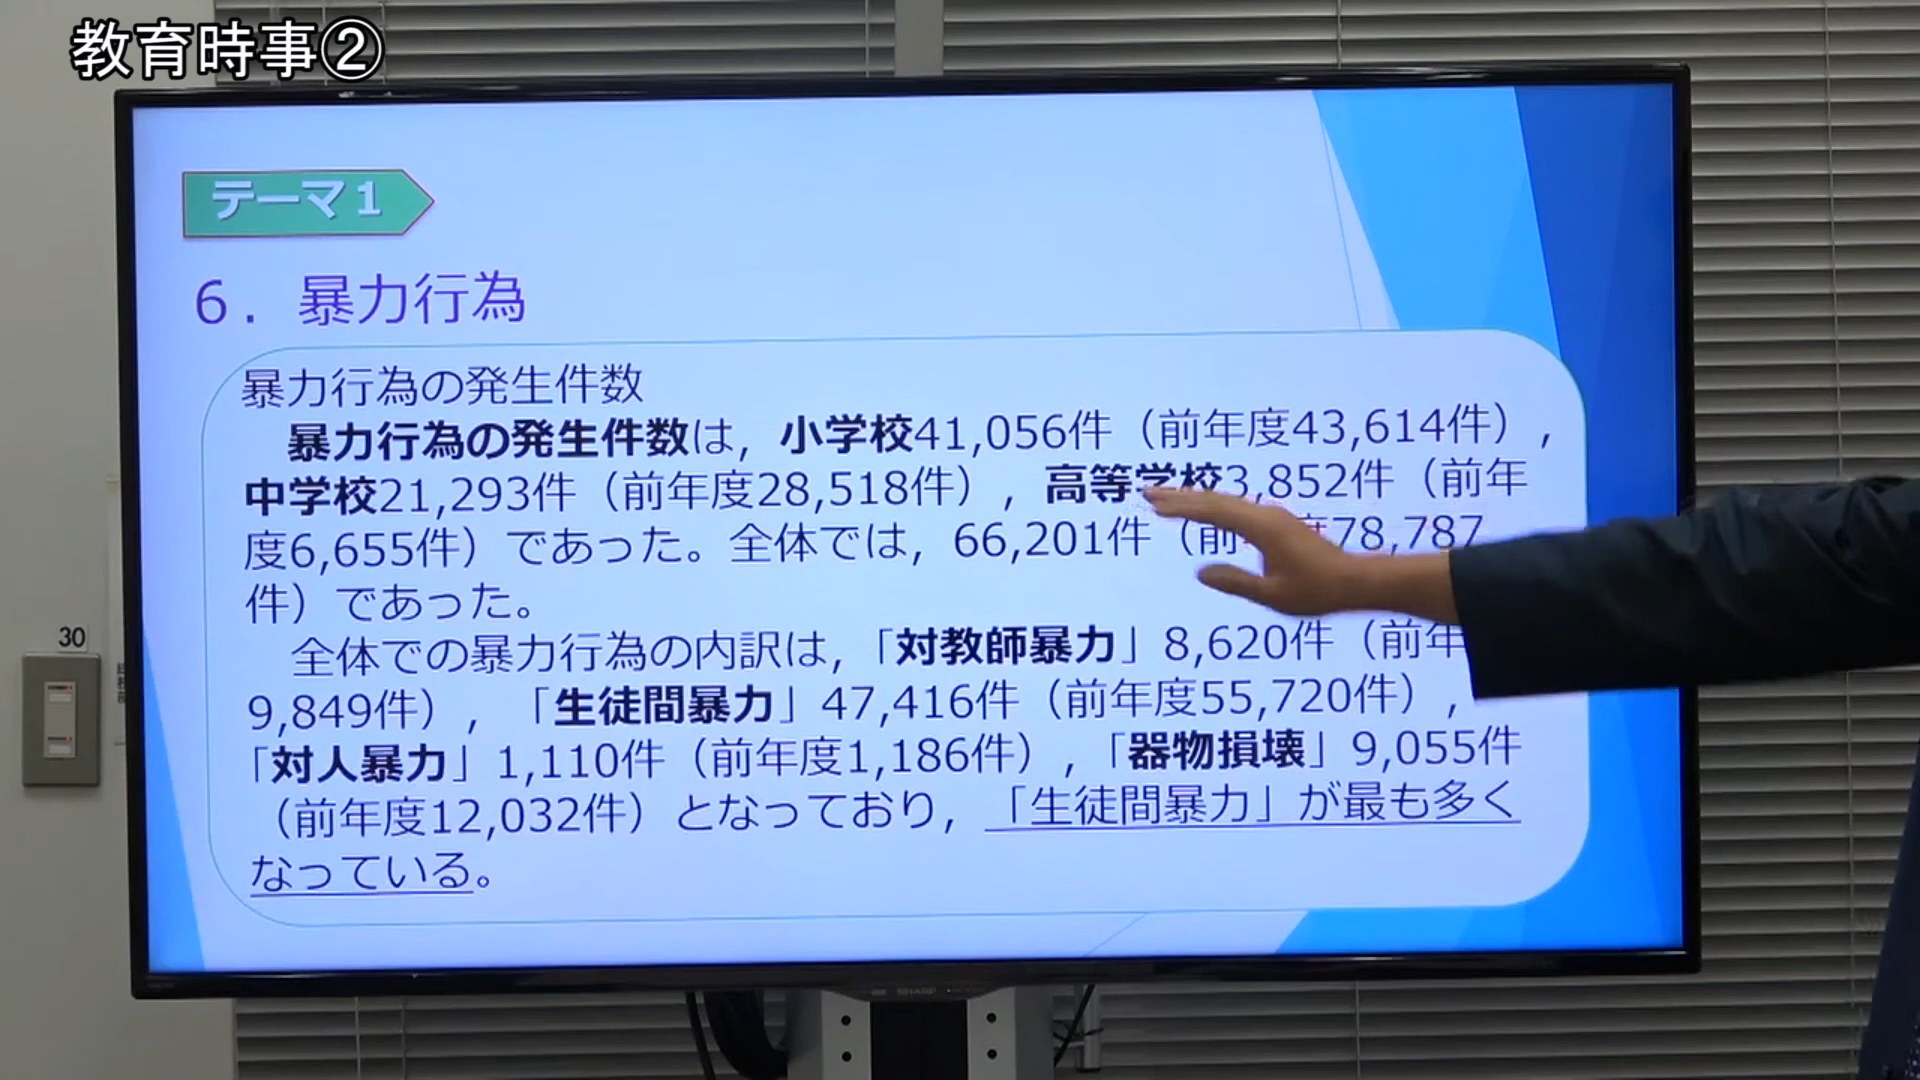 教育時事②
テーマ1
6．暴力行為
暴力行為の発生件数
暴力行為の発生件数は，小学校41,056件（前年度43,614件），
中学校21,293件（前年度28,518件），高等学校3,852件（前年
度6,655件）であった。全体では，66,201件（前 度78,787
件）であった。
全体での暴力行為の内訳は，「対教師暴力」8,620件（前年
9,849件），「生徒間暴力」47,416件（前年度55,720件），
「対人暴力」1,110件（前年度1,186件），「器物損壊」9,055件
（前年度12,032件）となっており，「生徒間暴力」が最も多く
なっている。
30
SHARP